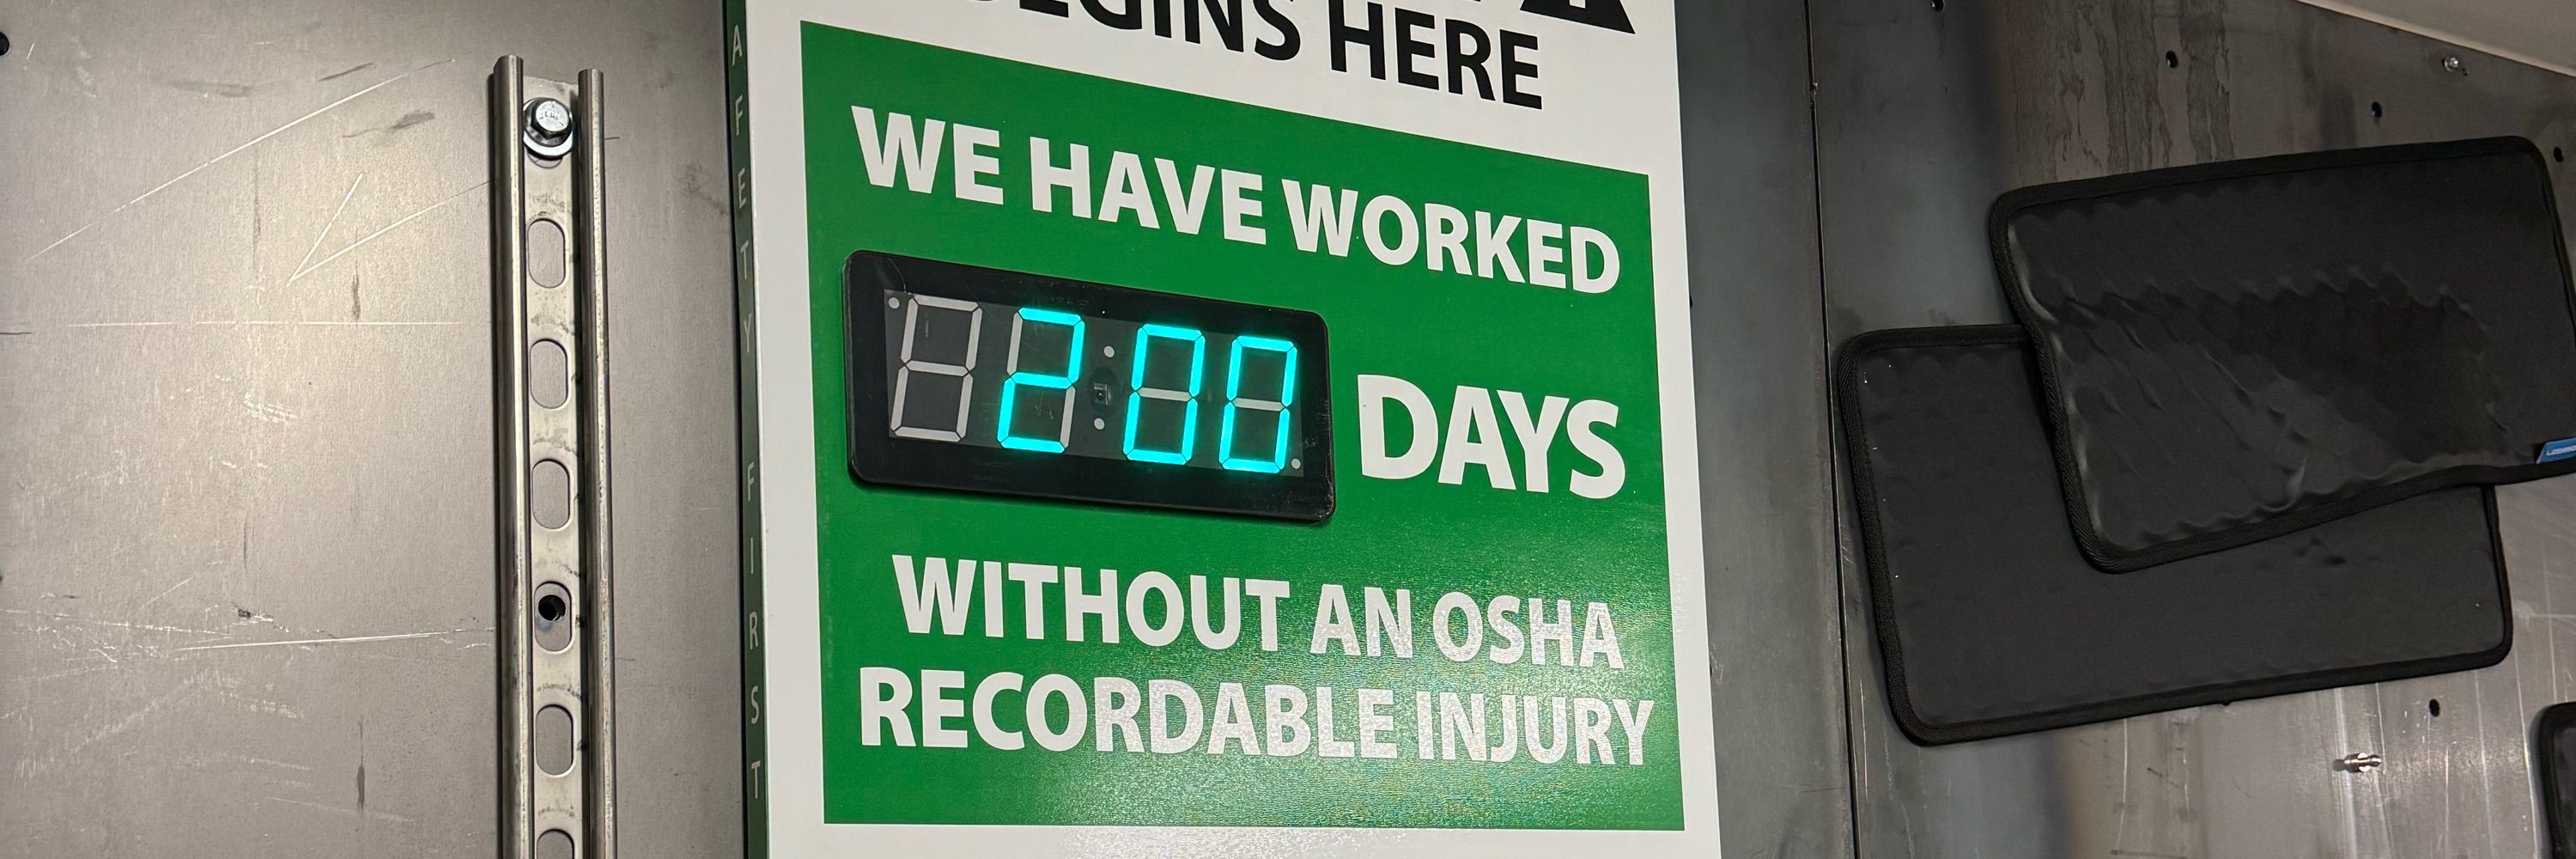 BEGINS HERE
WE HAVE WORKED
200 DAYS
WITHOUT AN OSHA
RECORDABLE INJURY
SAFETY FIRST